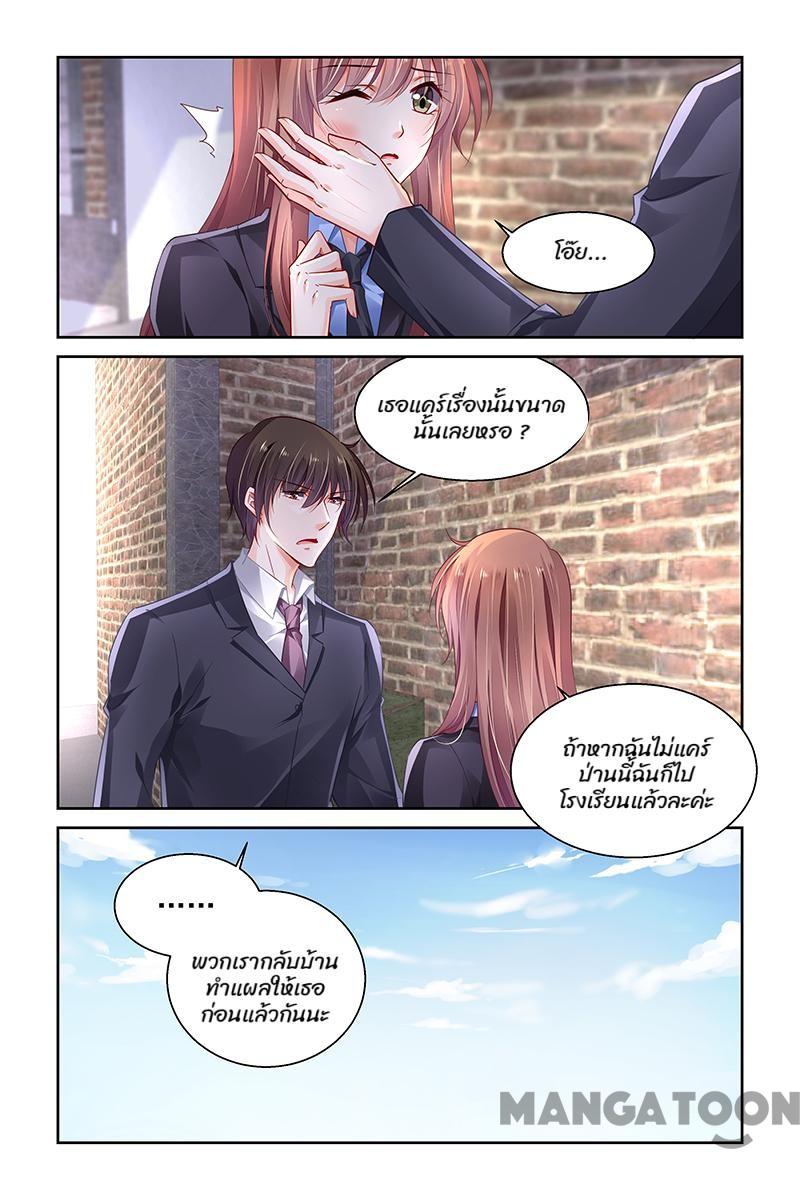 โอ๊ย...
เธอแคร์เรื่องนั้นขนาด
นั้นเลยหรอ ?
ถ้าหากฉันไม่แคร์
ป่านนี้ฉันก็ไป
โรงเรียนแล้วละค่ะ
......
พวกเรากลับบ้าน
ทำแผลให้เธอ
ก่อนแล้วกันนะ
MANGATOON